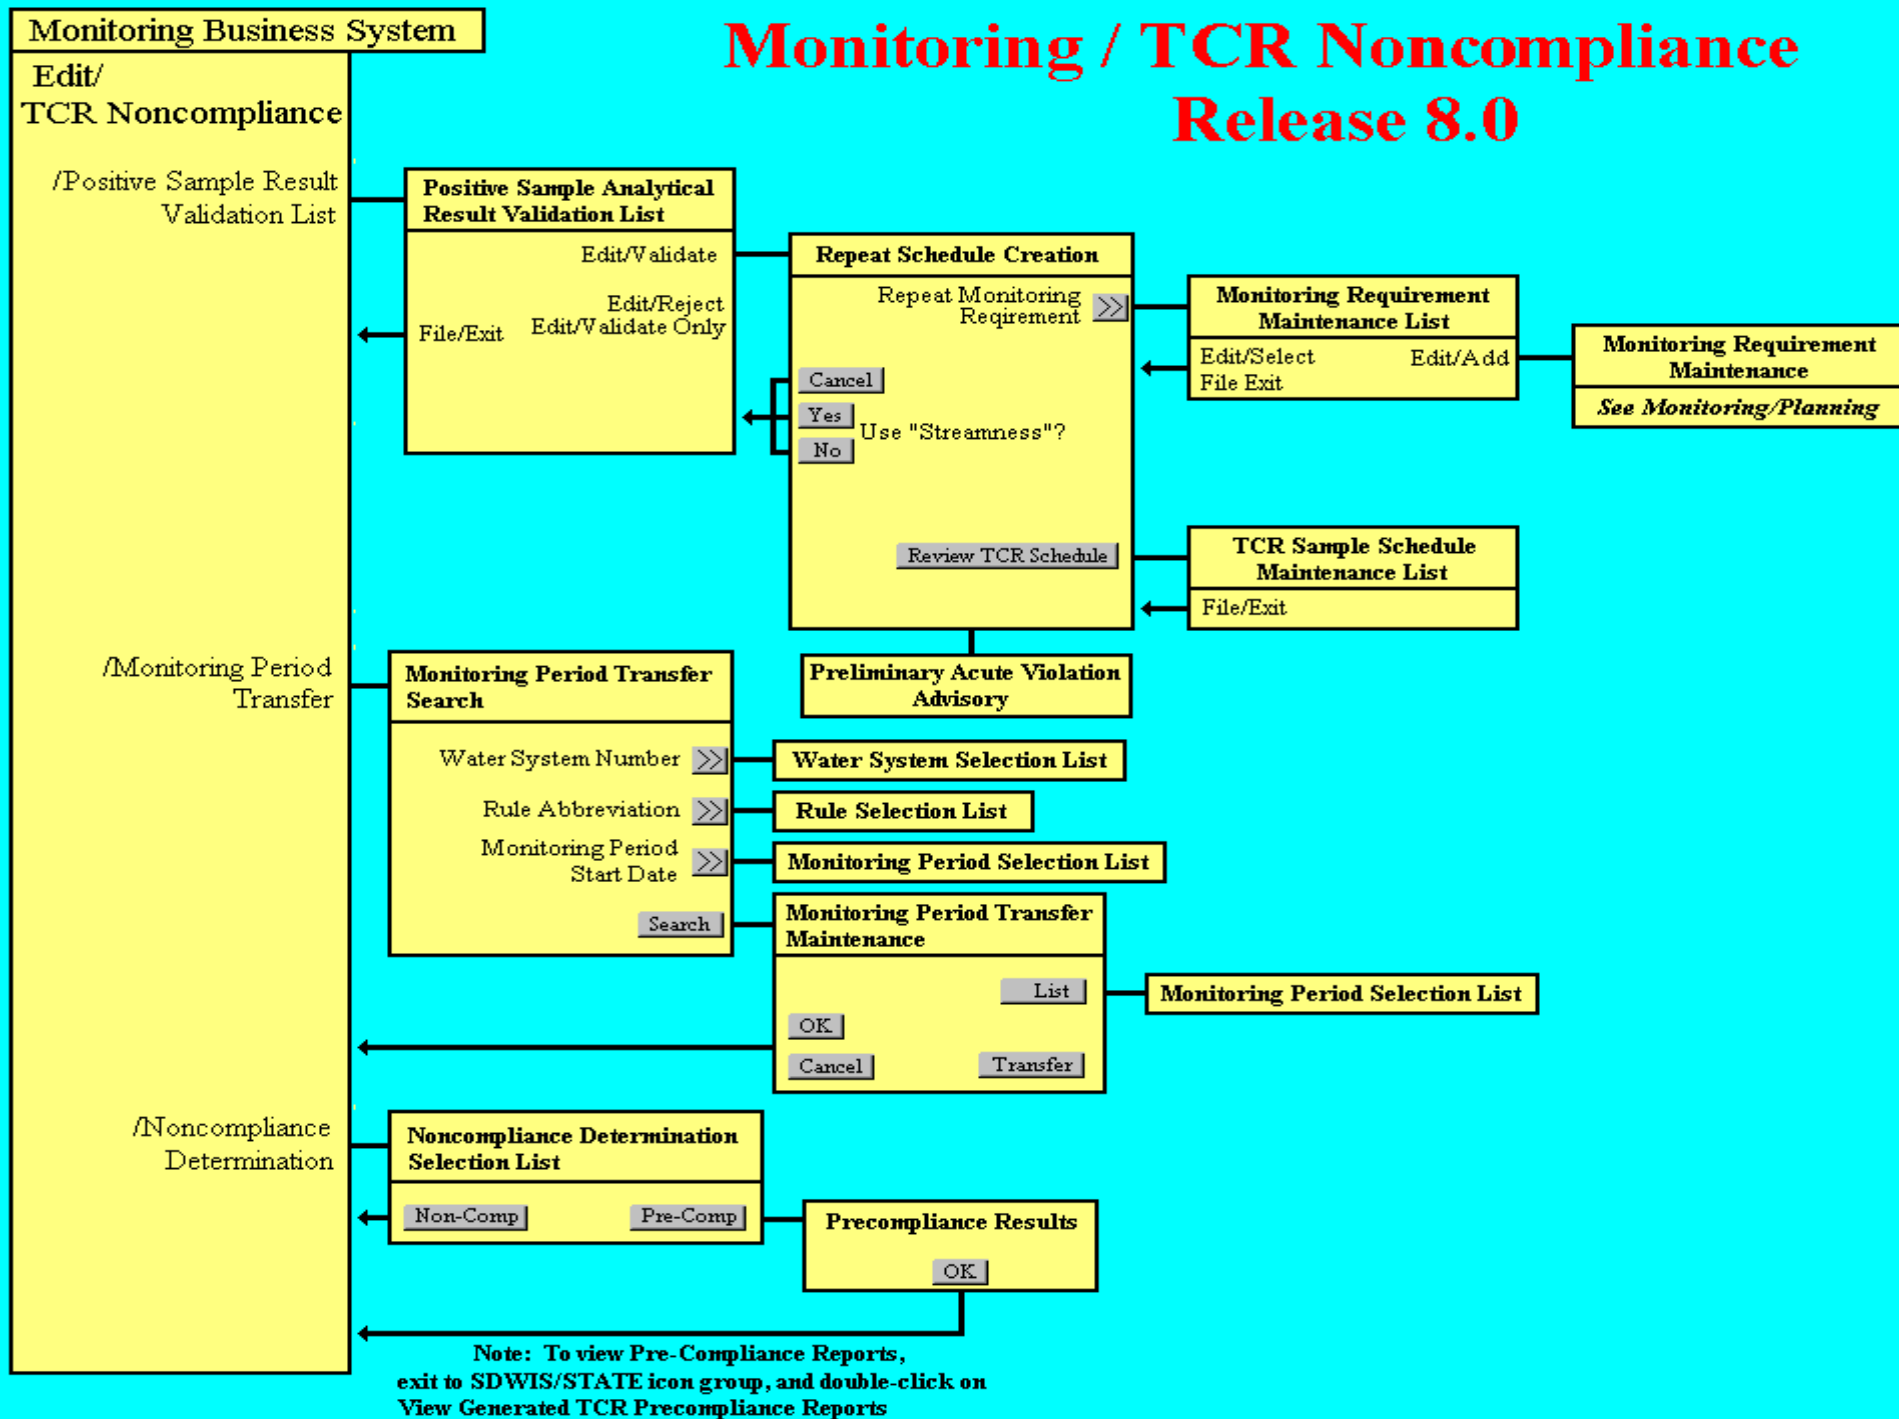 Monitoring Business System
Monitoring / TCR Noncompliance
Release 8.0
Edit/
TCR Noncompliance
/Positive Sample Result
Validation List
Positive Sample Analytical
Result Validation List
Edit/Validate
Edit/Reject
Edit/Validate Only
File/Exit
Repeat Schedule Creation
Repeat Monitoring
Reqirement >>
Cancel
Yes
No
Use "Streamness"?
Review TCR Schedule
Monitoring Requirement
Maintenance List
Edit/Select
Edit/Add
File Exit
Monitoring Requirement
Maintenance
See Monitoring/Planning
TCR Sample Schedule
Maintenance List
File/Exit
Preliminary Acute Violation
Advisory
/Monitoring Period
Transfer
Monitoring Period Transfer
Search
Water System Number >>
Water System Selection List
Rule Abbreviation >>
Rule Selection List
Monitoring Period
Start Date >>
Monitoring Period Selection List
Search
Monitoring Period Transfer
Maintenance
List
Monitoring Period Selection List
OK
Cancel
Transfer
/Noncompliance
Determination
Noncompliance Determination
Selection List
Non-Comp
Pre-Comp
Precompliance Results
OK
Note: To view Pre-Compliance Reports,
exit to SDWIS/STATE icon group, and double-click on
View Generated TCR Precompliance Reports